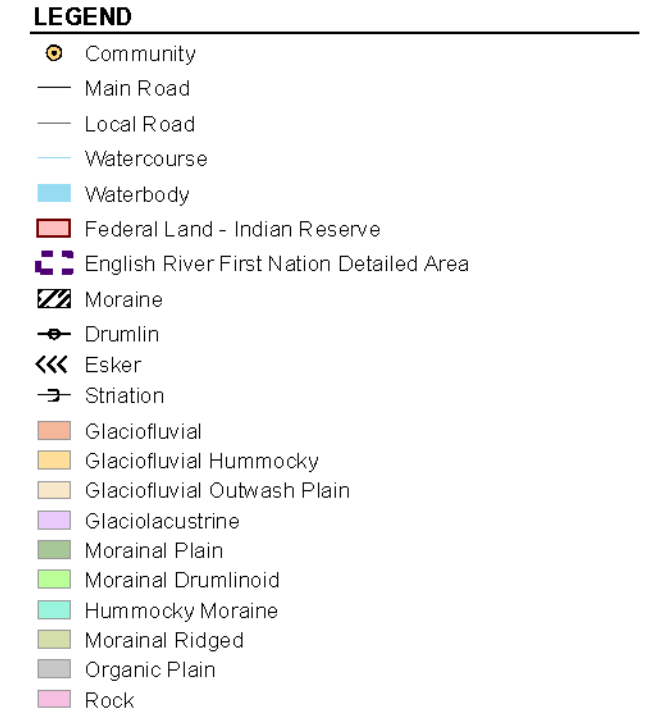 LEGEND
Community
Main Road
Local Road
Watercourse
Waterbody
Federal Land - Indian Reserve
English River First Nation Detailed Area
Moraine
Drumlin
Esker
Striation
Glaciofluvial
Glaciofluvial Hummocky
Glaciofluvial Outwash Plain
Glaciolacustrine
Morainal Plain
Morainal Drumlinoid
Hummocky Moraine
Morainal Ridged
Organic Plain
Rock